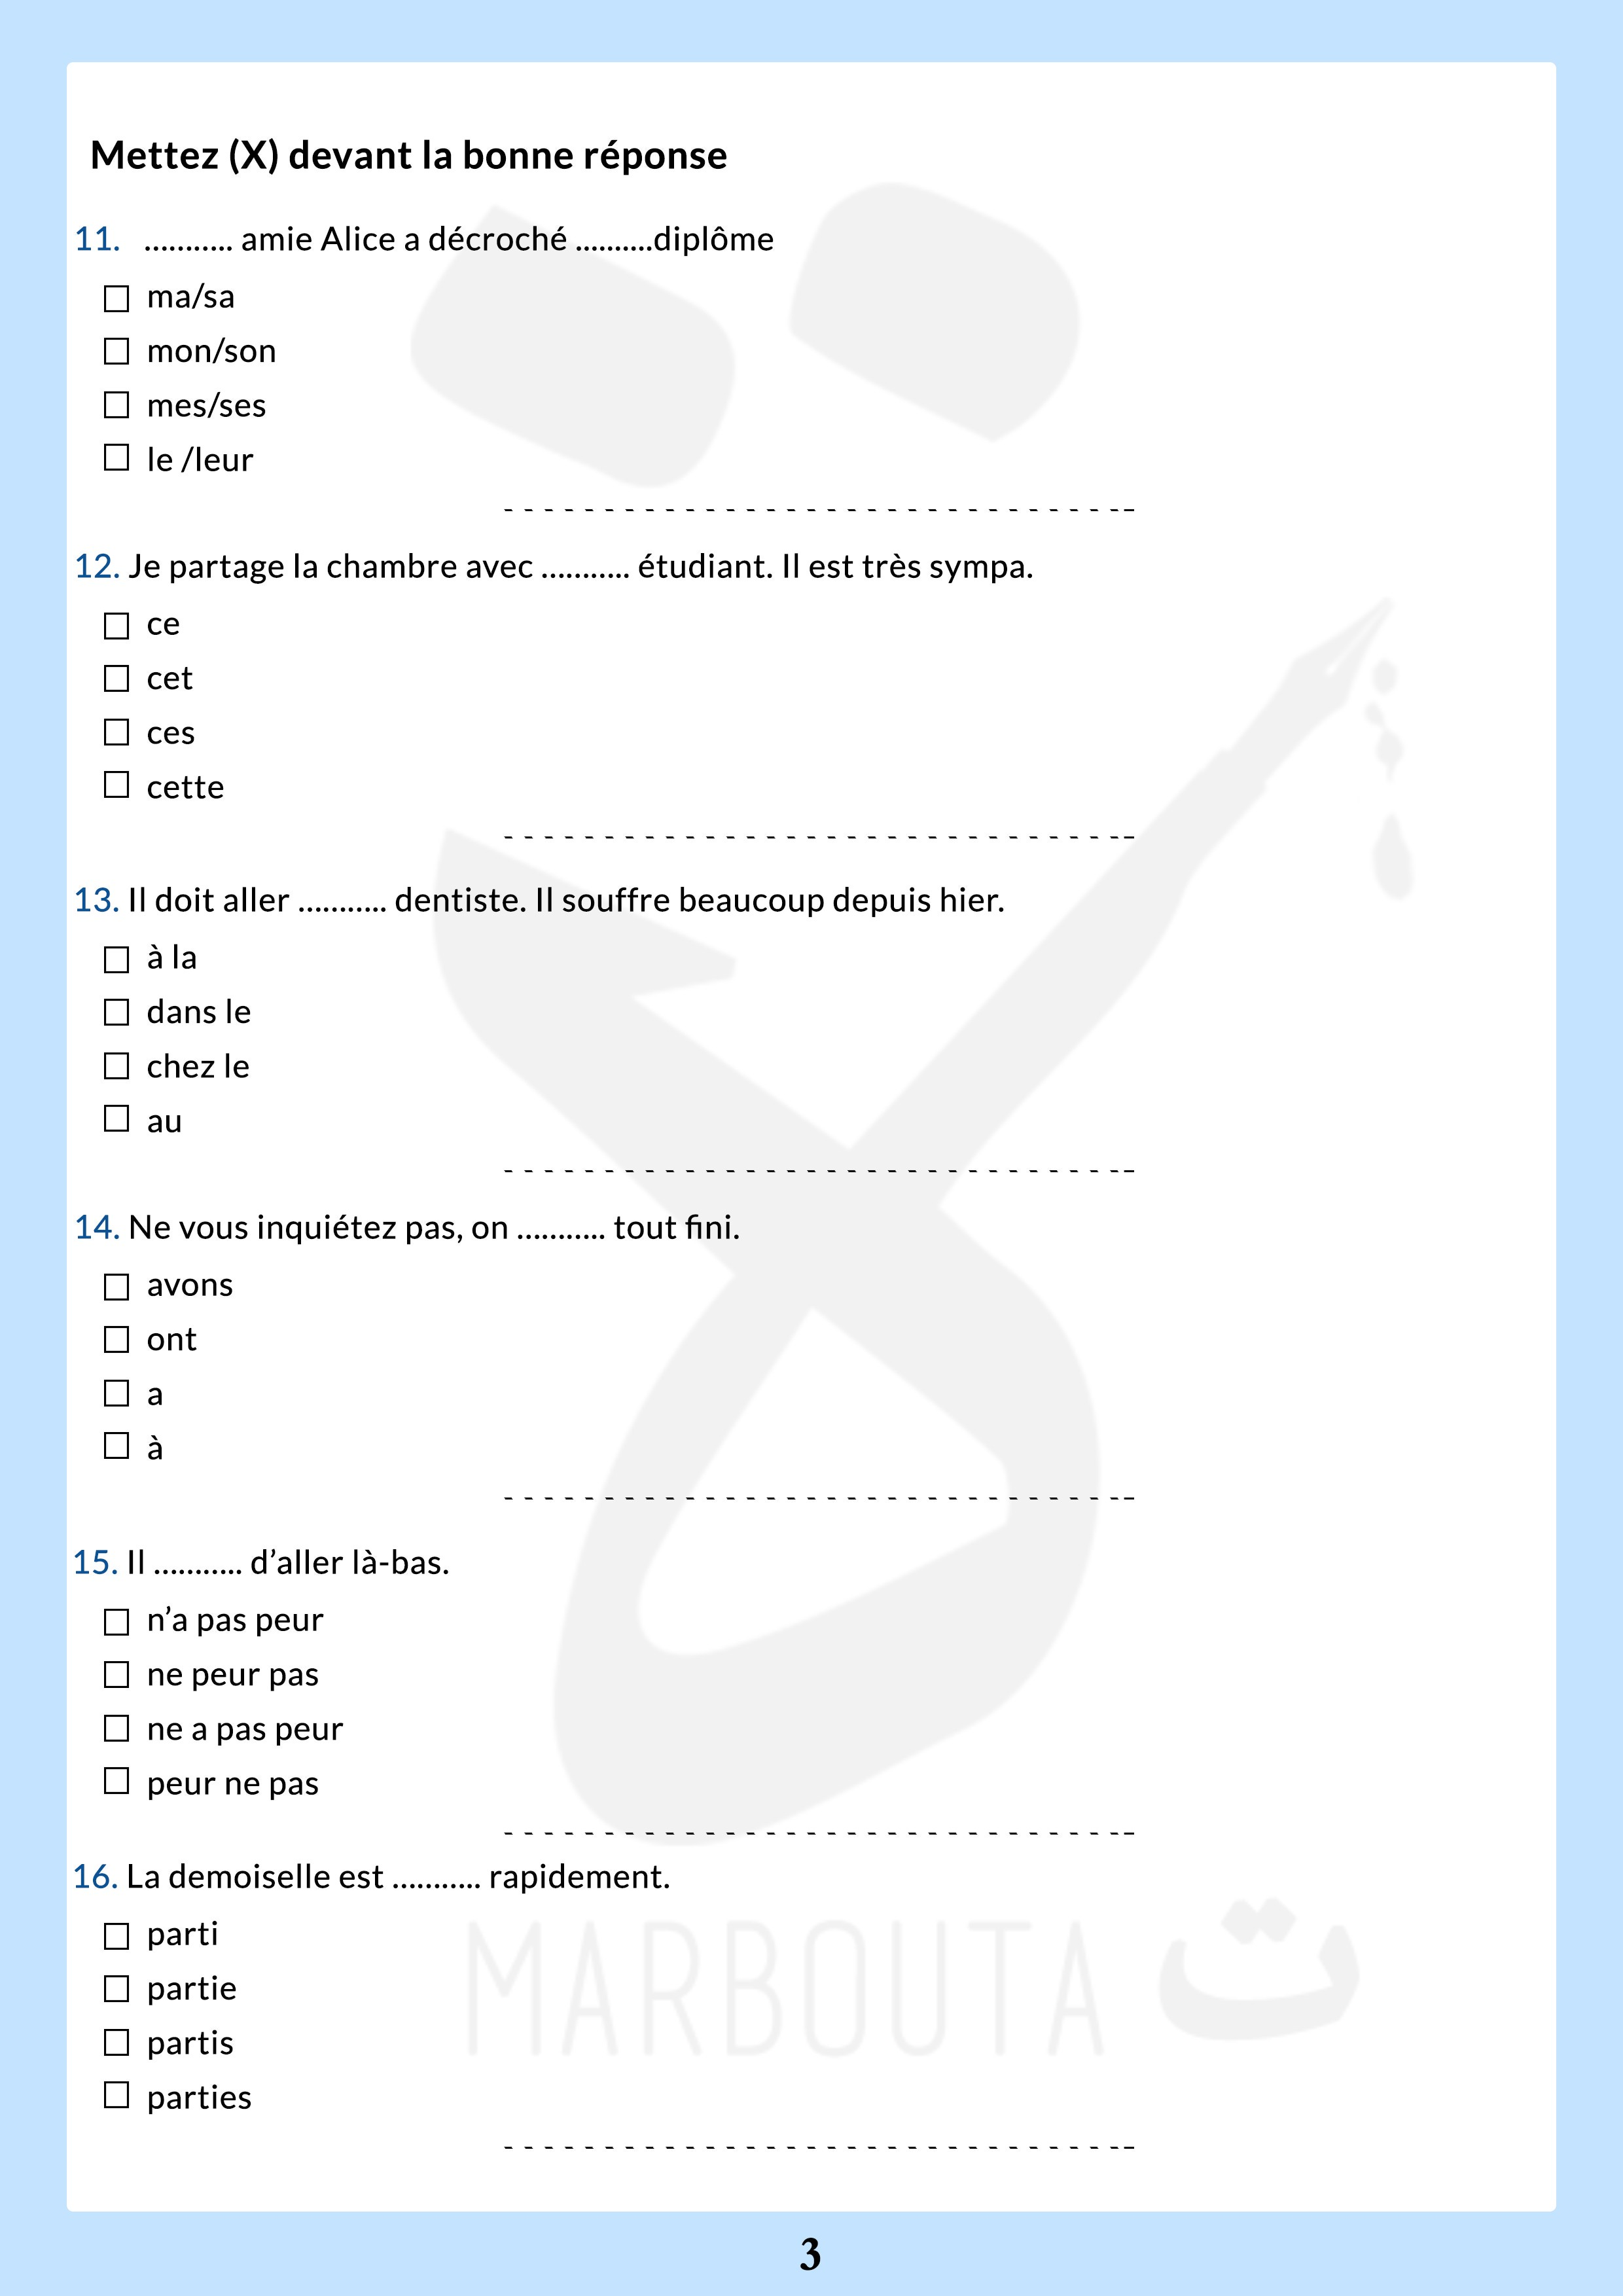 Mettez (X) devant la bonne réponse
11. ........... amie Alice a décroché ..........diplôme
☐ ma/sa
☐ mon/son
☐ mes/ses
☐ le /leur
--------------------------------
12. Je partage la chambre avec ........... étudiant. Il est très sympa.
☐ ce
☐ cet
☐ ces
☐ cette
--------------------------------
13. Il doit aller ........... dentiste. Il souffre beaucoup depuis hier.
☐ à la
☐ dans le
☐ chez le
☐ au
--------------------------------
14. Ne vous inquiétez pas, on ........... tout fini.
☐ avons
☐ ont
☐ a
☐ à
--------------------------------
15. Il ........... d’aller là-bas.
☐ n’a pas peur
☐ ne peur pas
☐ ne a pas peur
☐ peur ne pas
--------------------------------
16. La demoiselle est ........... rapidement.
☐ parti
☐ partie
☐ partis
☐ parties
--------------------------------
MARBOUTA ت
3